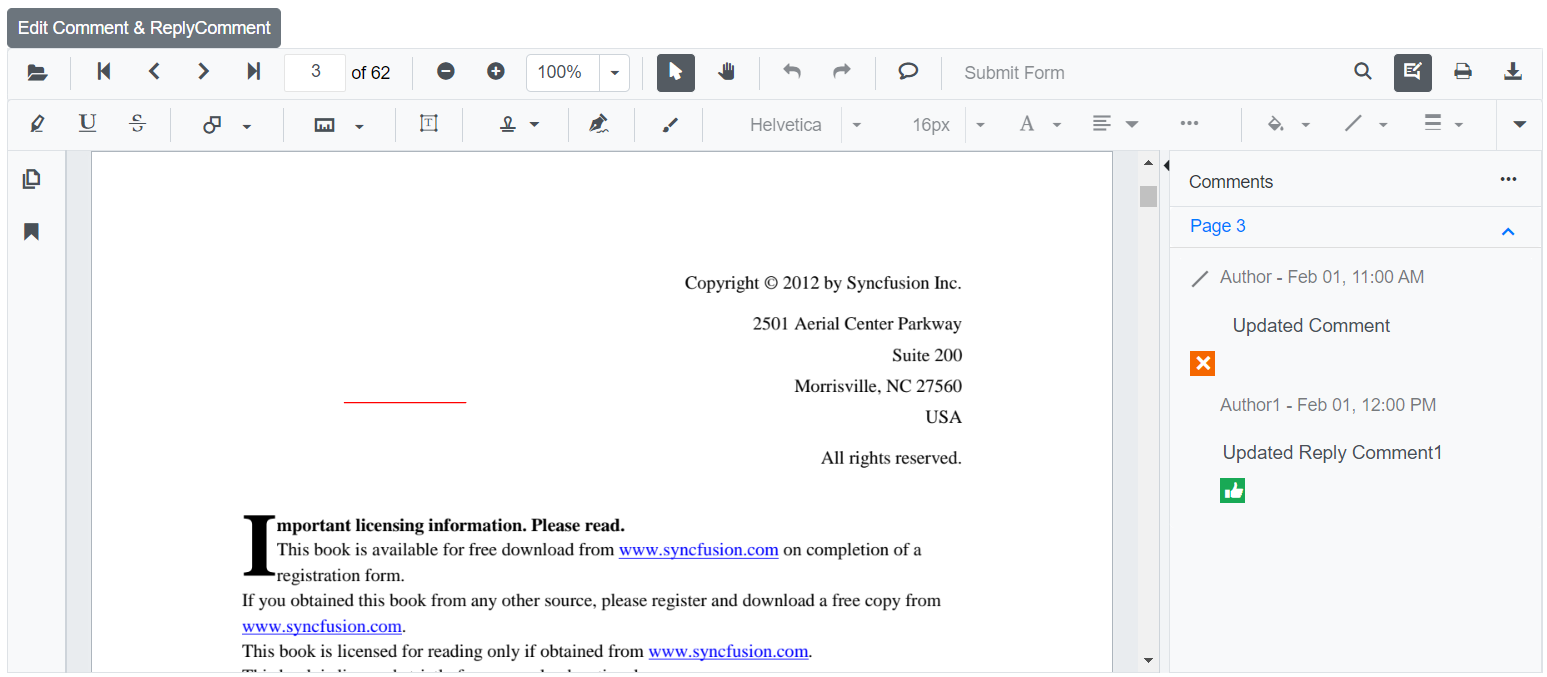 Edit Comment & ReplyComment
3 of 62 100% Submit Form
U S T Helvetica 16px A
Comments
Page 3
Author - Feb 01, 11:00 AM
Updated Comment
Author1 - Feb 01, 12:00 PM
Updated Reply Comment1
Copyright © 2012 by Syncfusion Inc.
2501 Aerial Center Parkway
Suite 200
Morrisville, NC 27560
USA
All rights reserved.
Important licensing information. Please read.
This book is available for free download from www.syncfusion.com on completion of a
registration form.
If you obtained this book from any other source, please register and download a free copy from
www.syncfusion.com.
This book is licensed for reading only if obtained from www.syncfusion.com.